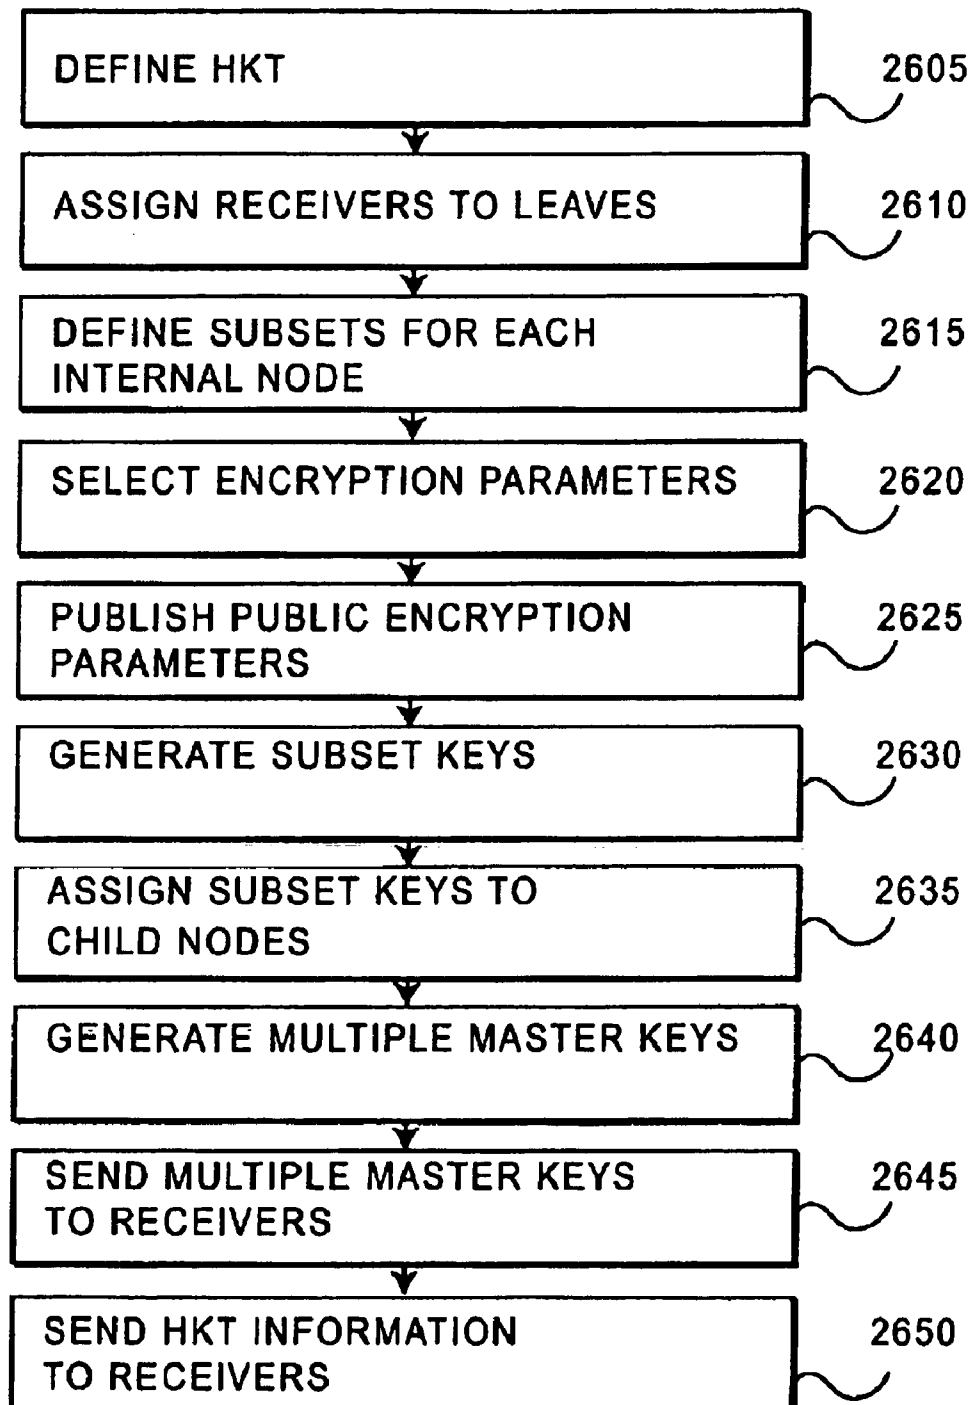 DEFINE HKT
2605
ASSIGN RECEIVERS TO LEAVES
2610
DEFINE SUBSETS FOR EACH
INTERNAL NODE
2615
SELECT ENCRYPTION PARAMETERS
2620
PUBLISH PUBLIC ENCRYPTION
PARAMETERS
2625
GENERATE SUBSET KEYS
2630
ASSIGN SUBSET KEYS TO
CHILD NODES
2635
GENERATE MULTIPLE MASTER KEYS
2640
SEND MULTIPLE MASTER KEYS
TO RECEIVERS
2645
SEND HKT INFORMATION
TO RECEIVERS
2650